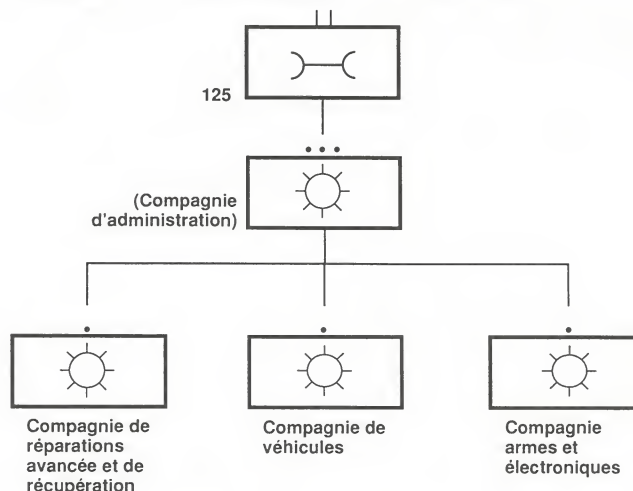 125
(Compagnie
d'administration)
Compagnie de
réparations
avancée et de
récupération
Compagnie de
véhicules
Compagnie
armes et
électroniques